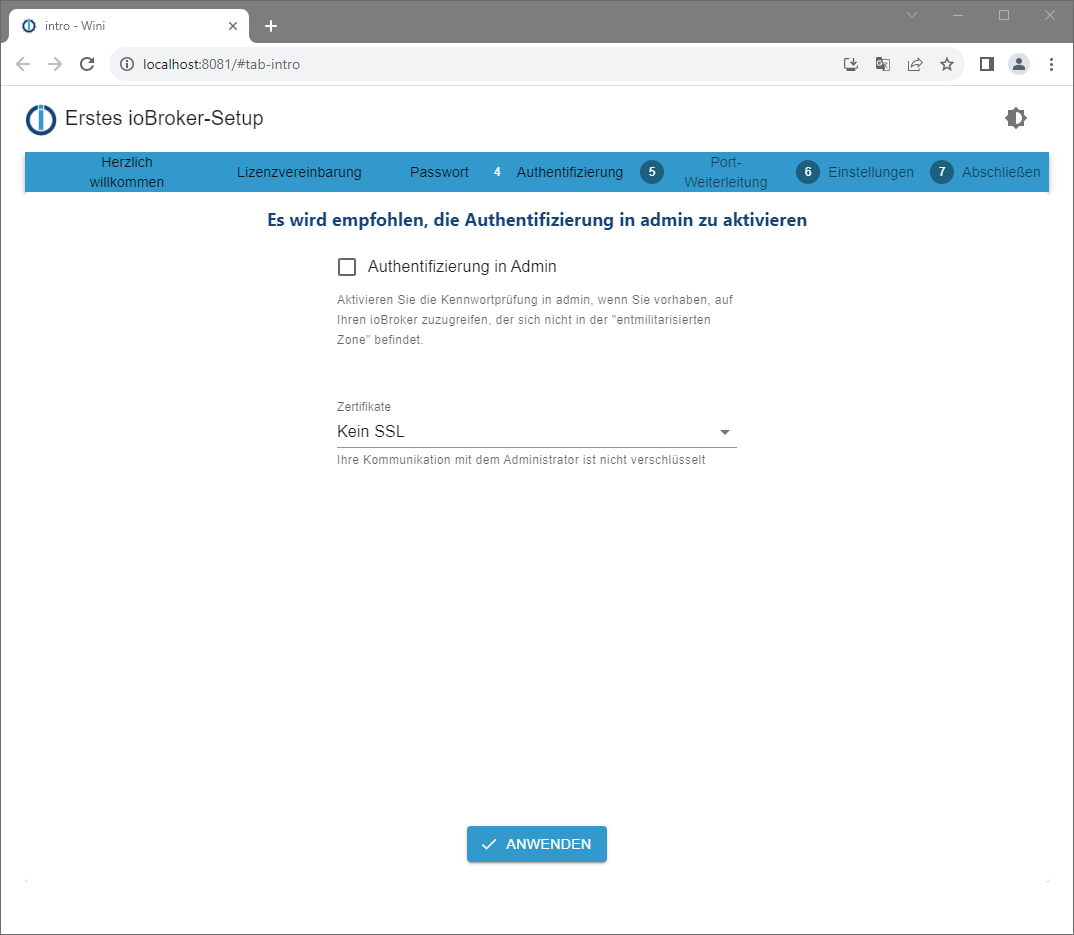 intro - Wini
localhost:8081/#tab-intro
Erstes ioBroker-Setup
Herzlich
willkommen
Lizenzvereinbarung
Passwort
4
Authentifizierung
5
Port-
Weiterleitung
6
Einstellungen
7
Abschließen
Es wird empfohlen, die Authentifizierung in admin zu aktivieren
Authentifizierung in Admin
Aktivieren Sie die Kennwortprüfung in admin, wenn Sie vorhaben, auf
Ihren ioBroker zuzugreifen, der sich nicht in der "entmilitarisierten
Zone" befindet.
Zertifikate
Kein SSL
Ihre Kommunikation mit dem Administrator ist nicht verschlüsselt
ANWENDEN